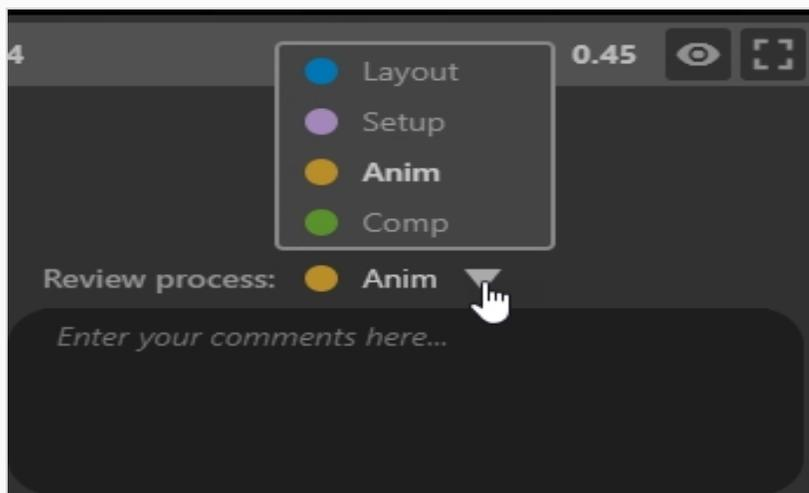 4
0.45
Layout
Setup
Anim
Comp
Review process: Anim
Enter your comments here...